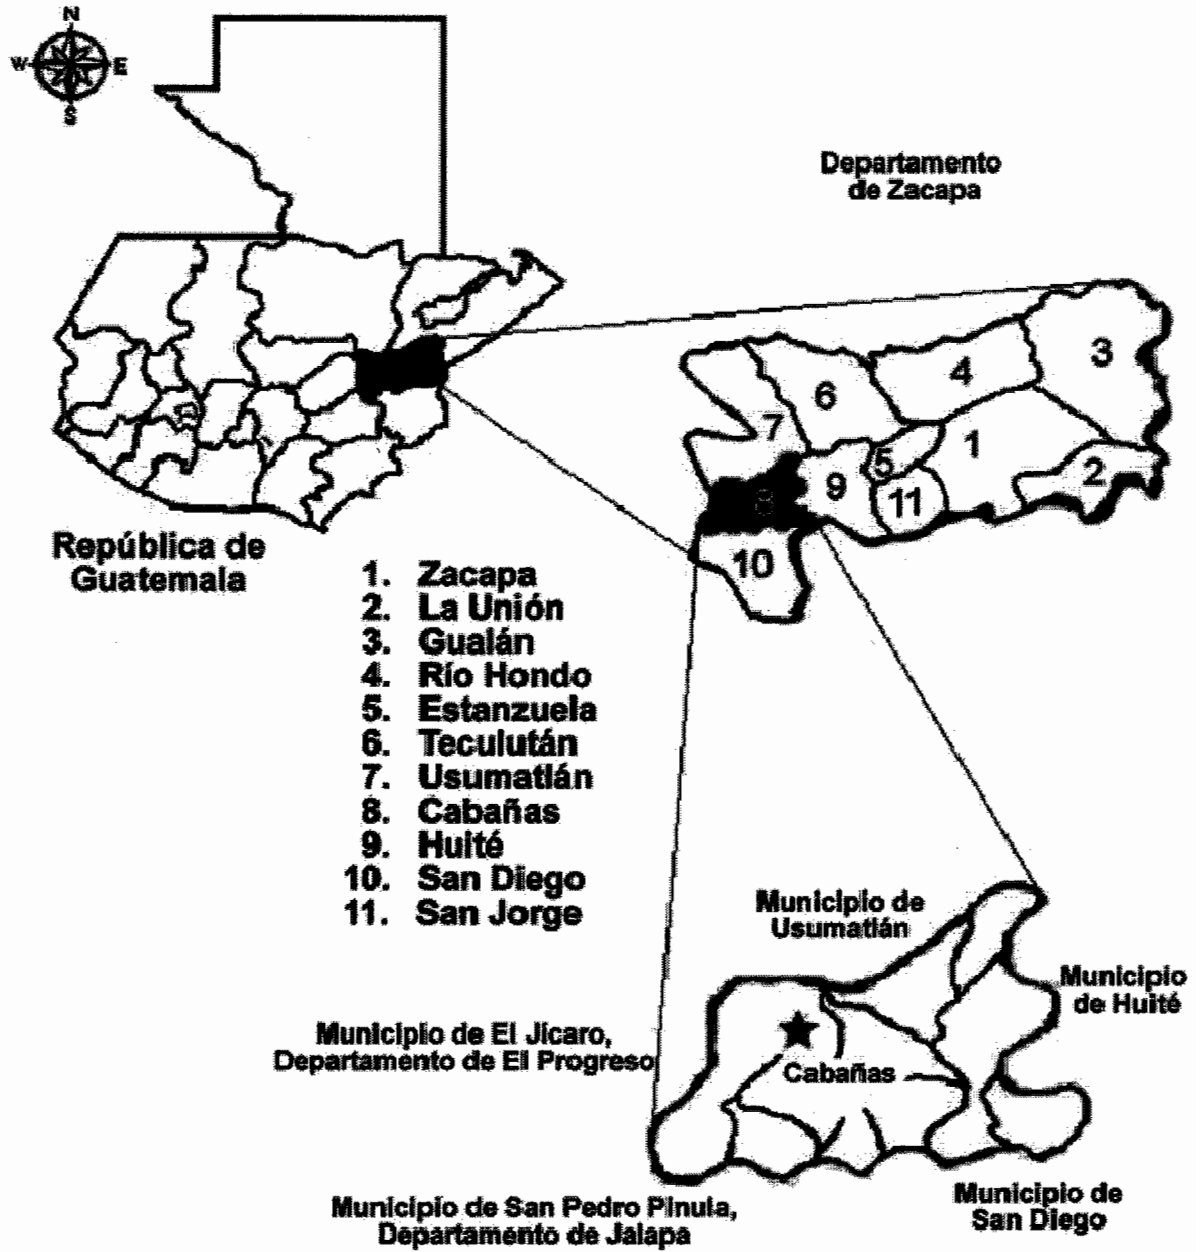 N
W E
S
Departamento
de Zacapa
3
4
6
7
1
5
2
9
11
8
10
República de
Guatemala
1. Zacapa
2. La Unión
3. Gualán
4. Río Hondo
5. Estanzuela
6. Teculután
7. Usumatlán
8. Cabañas
9. Huité
10. San Diego
11. San Jorge
Municipio de
Usumatlán
Municipio
de Huité
Municipio de El Jícaro,
Departamento de El Progreso
Cabañas
Municipio de San Pedro Pinula,
Departamento de Jalapa
Municipio de
San Diego